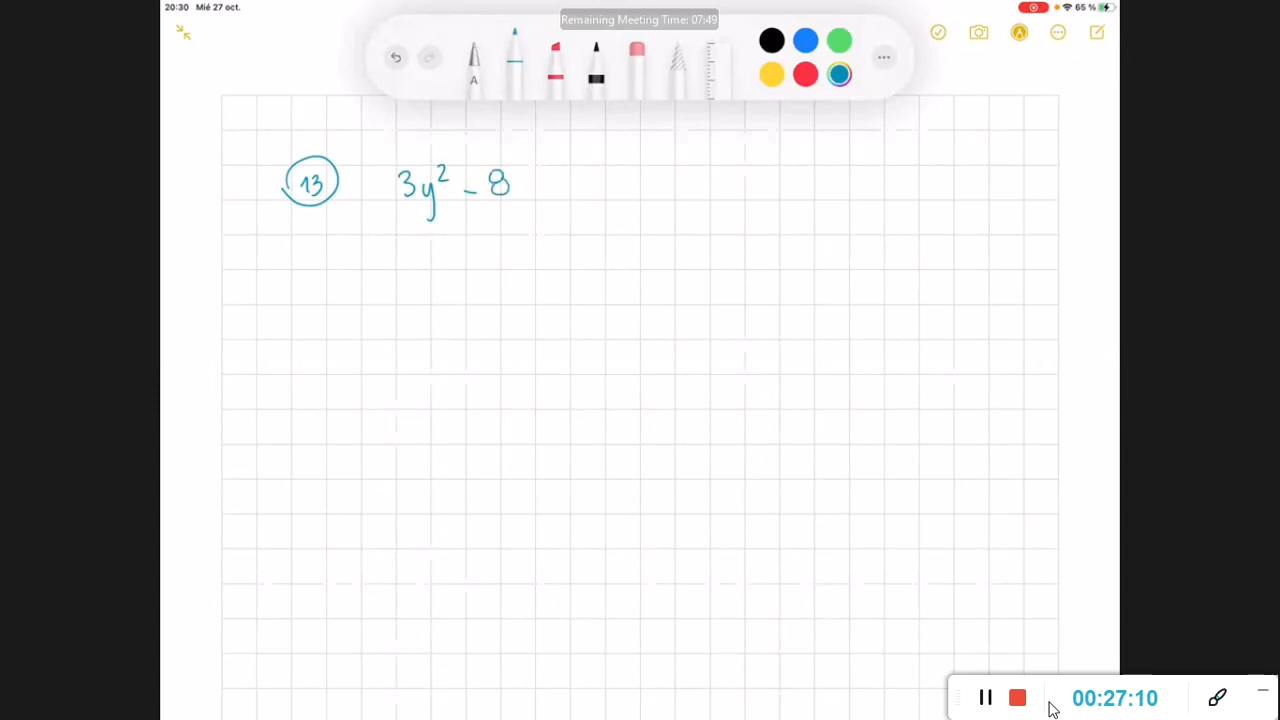 20:30 Mié 27 oct.
Remaining Meeting Time: 07:49
65 %
A
13 3y² - 8
00:27:10